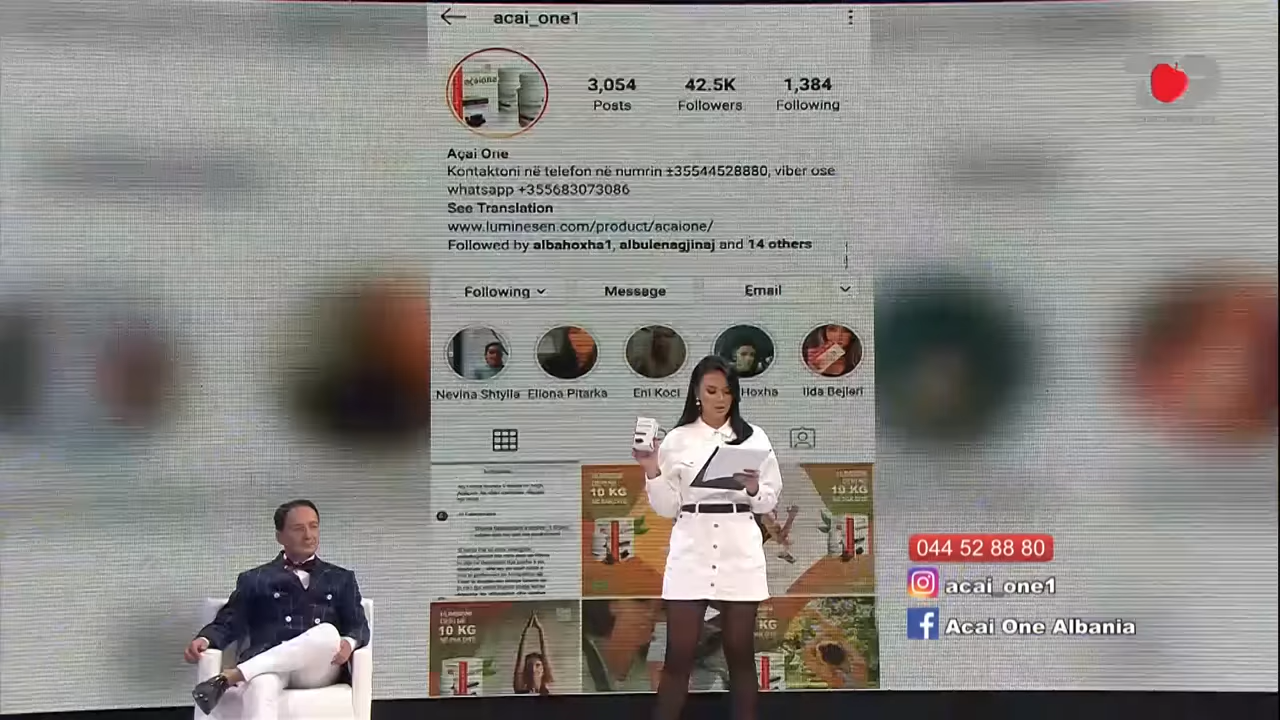 acai_one1
3,054
42.5K
1,384
Posts
Followers
Following
Açai One
Kontaktoni në telefon në numrin +35544528880, viber ose
whatsapp +355683073086
See Translation
www.luminesen.com/product/acaione/
Followed by albahoxha1, albulenagjinaj and 14 others
Following
Message
Email
Nevina Shtylla
Eliona Pitarka
Eni Koci
Hoxha
Ilda Bejleri
10 KG
10 KG
10 KG
KG
044 52 88 80
acai_one1
Acai One Albania